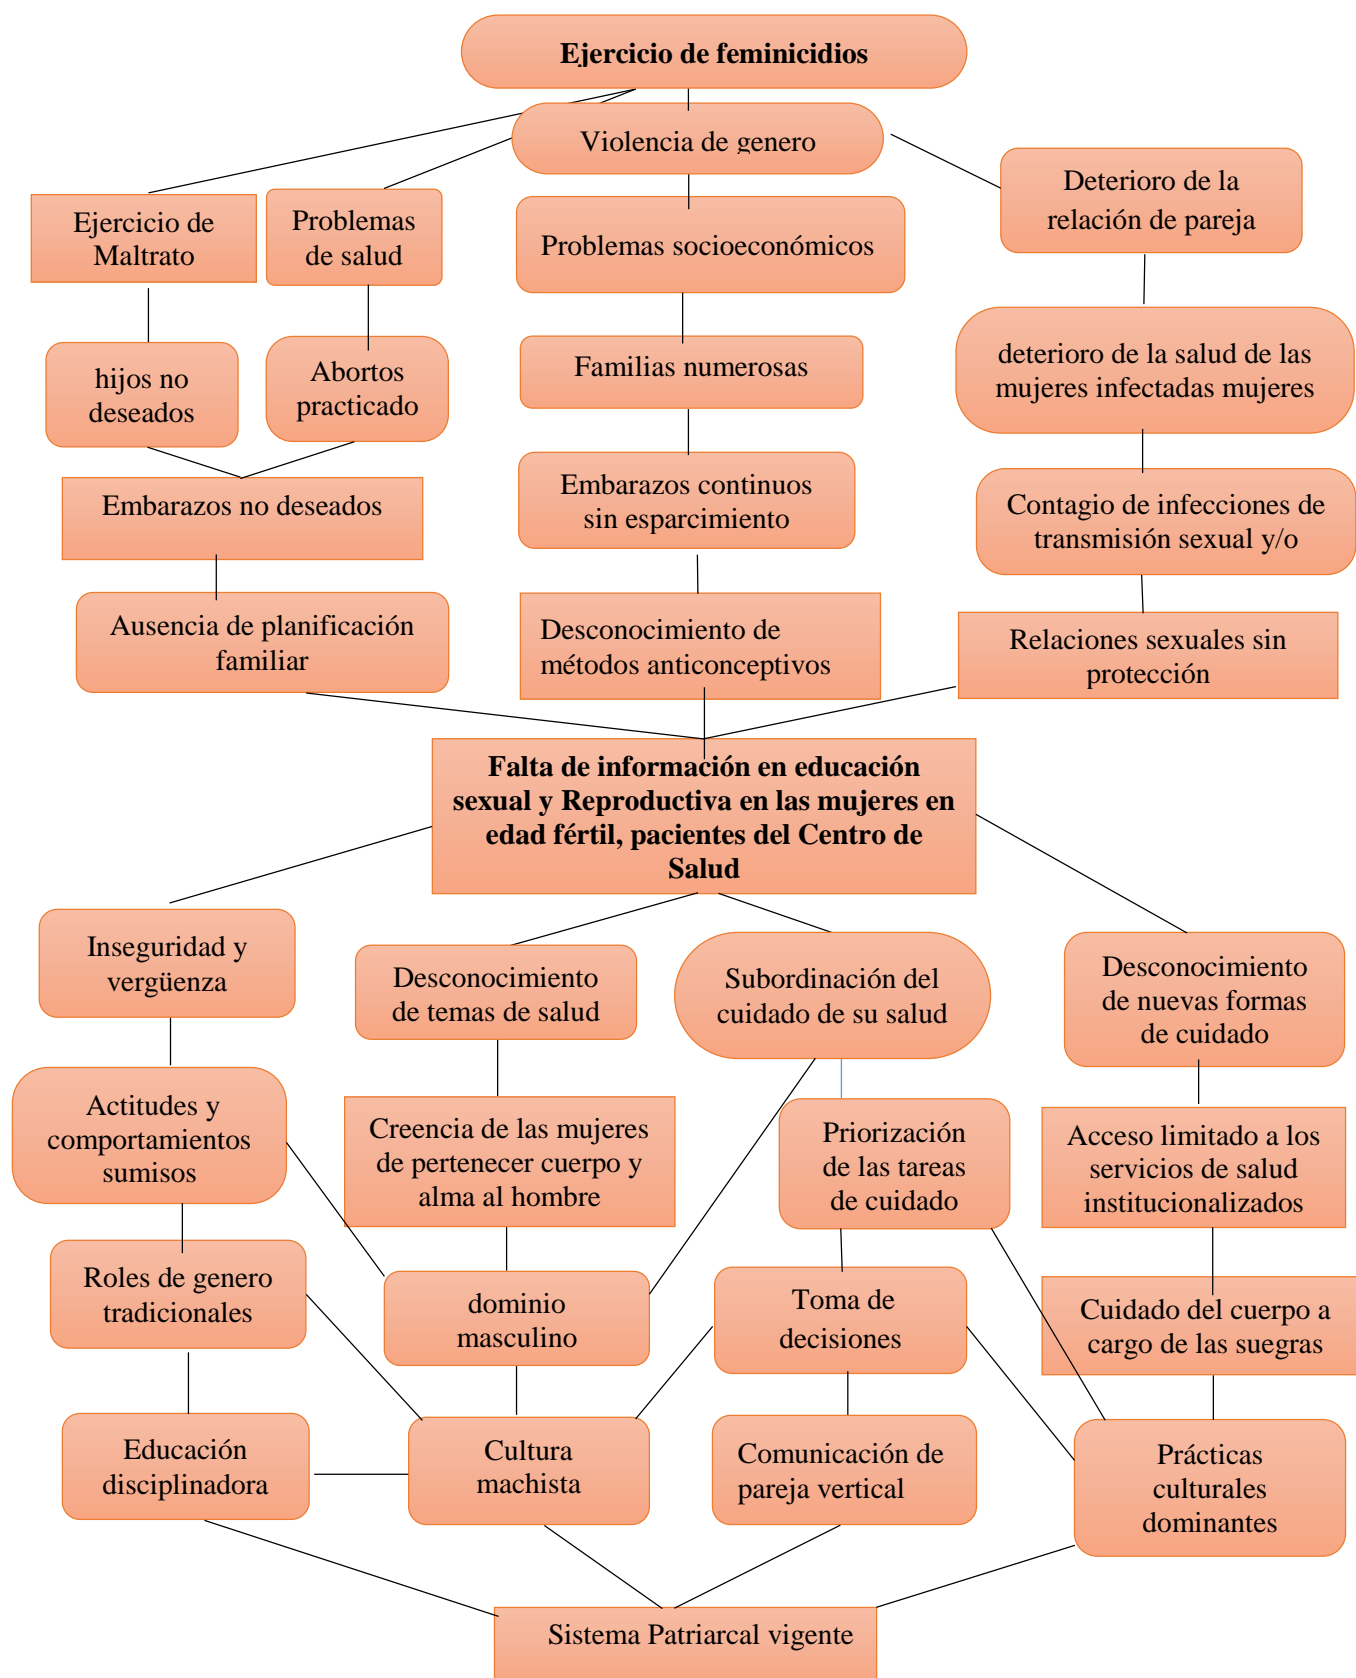 Ejercicio de feminicidios
Violencia de genero
Deterioro de la
relación de pareja
Ejercicio de
Maltrato
Problemas
de salud
Problemas socioeconómicos
hijos no
deseados
Abortos
practicado
Familias numerosas
deterioro de la salud de las
mujeres infectadas mujeres
Embarazos no deseados
Embarazos continuos
sin esparcimiento
Contagio de infecciones de
transmisión sexual y/o
Ausencia de planificación
familiar
Desconocimiento de
métodos anticonceptivos
Relaciones sexuales sin
protección
Falta de información en educación
sexual y Reproductiva en las mujeres en
edad fértil, pacientes del Centro de
Salud
Inseguridad y
vergüenza
Desconocimiento
de temas de salud
Subordinación del
cuidado de su salud
Desconocimiento
de nuevas formas
de cuidado
Actitudes y
comportamientos
sumisos
Creencia de las mujeres
de pertenecer cuerpo y
alma al hombre
Priorización
de las tareas
de cuidado
Acceso limitado a los
servicios de salud
institucionalizados
Roles de genero
tradicionales
dominio
masculino
Toma de
decisiones
Cuidado del cuerpo a
cargo de las suegras
Educación
disciplinadora
Cultura
machista
Comunicación de
pareja vertical
Prácticas
culturales
dominantes
Sistema Patriarcal vigente